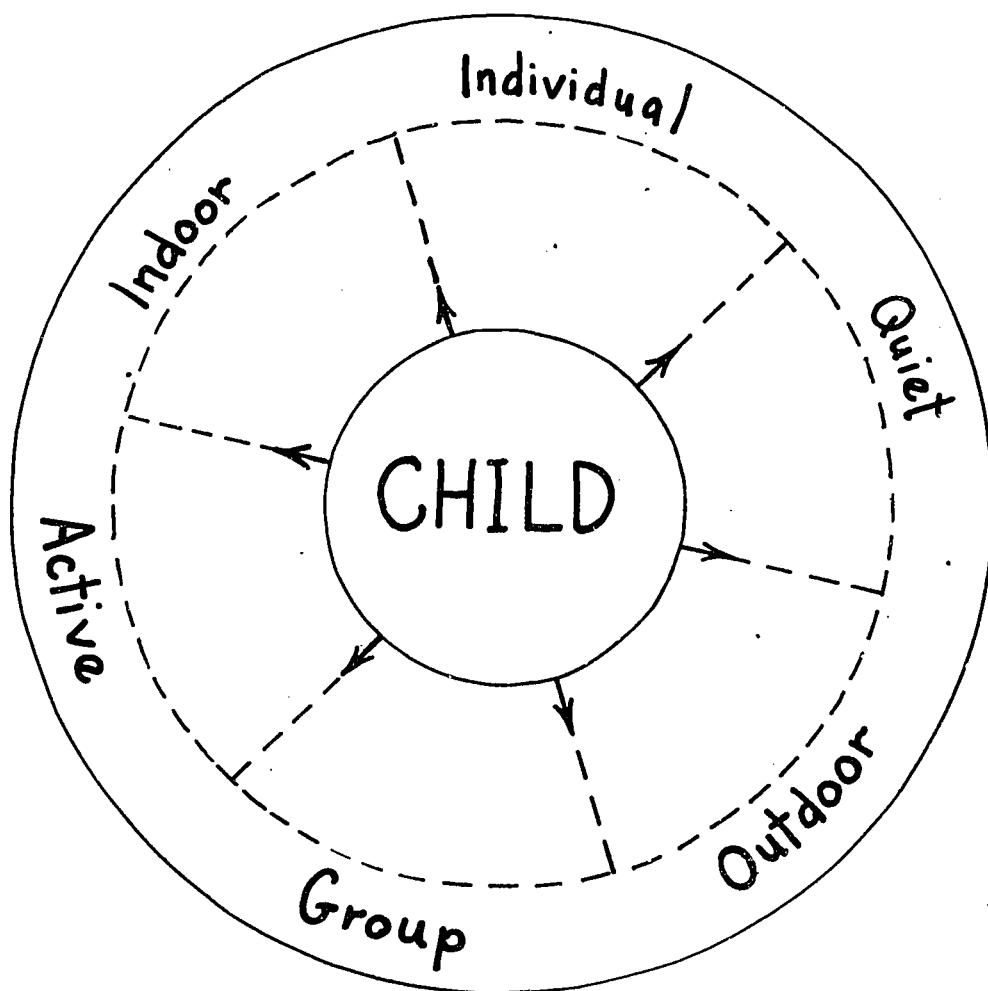 Individual
Indoor
Quiet
CHILD
Active
Outdoor
Group